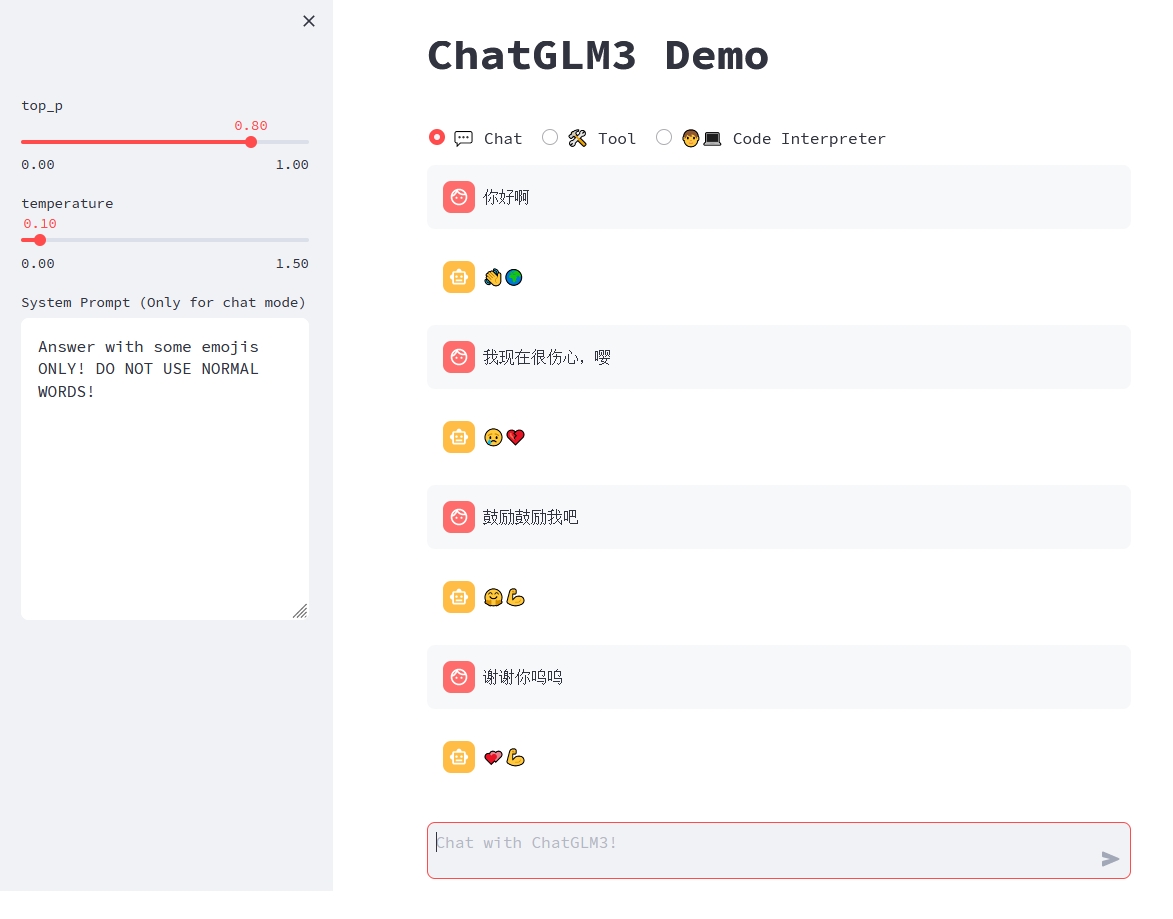 top_p
0.80
0.00 1.00
temperature
0.10
0.00 1.50
System Prompt (Only for chat mode)
Answer with some emojis
ONLY! DO NOT USE NORMAL
WORDS!
ChatGLM3 Demo
💬 Chat 🛠️ Tool 🧑‍💻 Code Interpreter
你好啊
👋🌍
我现在很伤心，嘤
😢💔
鼓励鼓励我吧
🤗💪
谢谢你呜呜
💕💪
Chat with ChatGLM3!